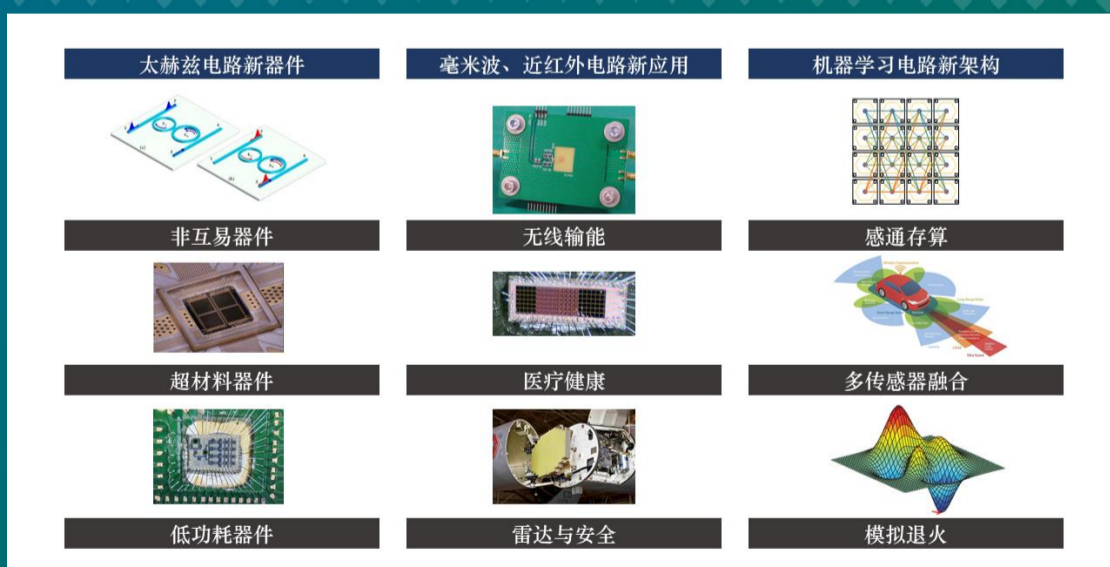 太赫兹电路新器件
毫米波、近红外电路新应用
机器学习电路新架构
非互易器件
无线输能
感通存算
超材料器件
医疗健康
多传感器融合
低功耗器件
雷达与安全
模拟退火